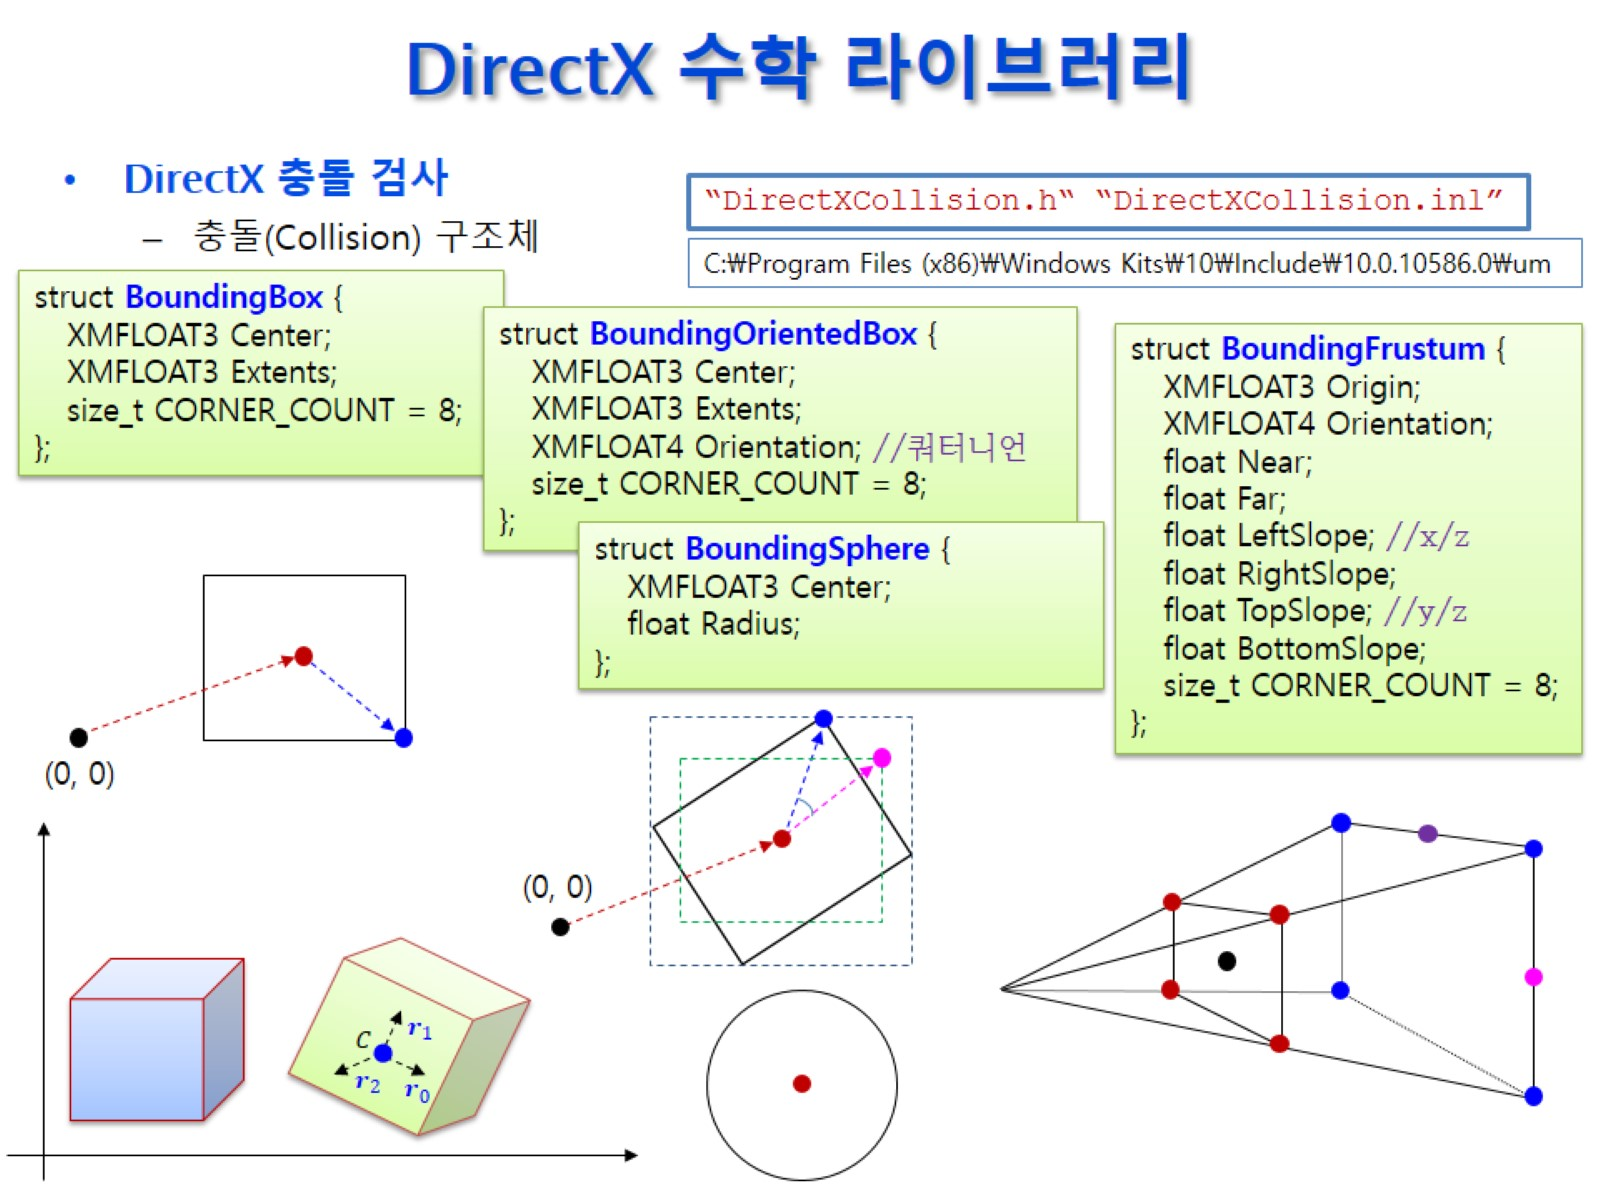 DirectX 수학 라이브러리
• DirectX 충돌 검사
– 충돌(Collision) 구조체
“DirectXCollision.h“ “DirectXCollision.inl”
C:₩Program Files (x86)₩Windows Kits₩10₩Include₩10.0.10586.0₩um
struct BoundingBox {
XMFLOAT3 Center;
XMFLOAT3 Extents;
size_t CORNER_COUNT = 8;
};
struct BoundingOrientedBox {
XMFLOAT3 Center;
XMFLOAT3 Extents;
XMFLOAT4 Orientation; //쿼터니언
size_t CORNER_COUNT = 8;
};
struct BoundingSphere {
XMFLOAT3 Center;
float Radius;
};
struct BoundingFrustum {
XMFLOAT3 Origin;
XMFLOAT4 Orientation;
float Near;
float Far;
float LeftSlope; //x/z
float RightSlope;
float TopSlope; //y/z
float BottomSlope;
size_t CORNER_COUNT = 8;
};
(0, 0)
(0, 0)
C
r1
r2
r0